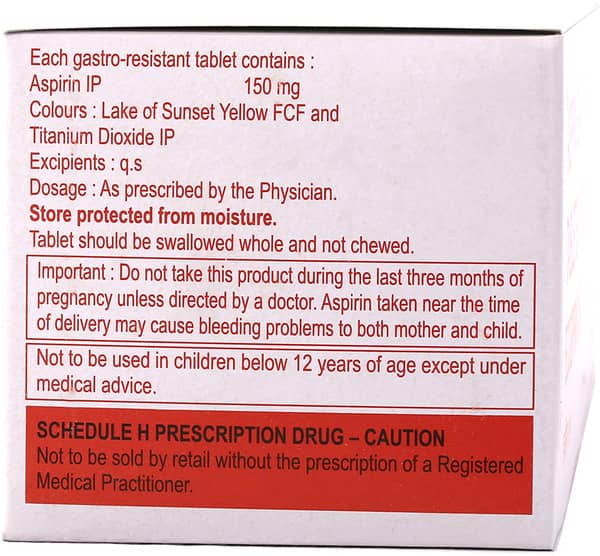 Each gastro-resistant tablet contains :
Aspirin IP 150 mg
Colours : Lake of Sunset Yellow FCF and
Titanium Dioxide IP
Excipients : q.s
Dosage : As prescribed by the Physician.
Store protected from moisture.
Tablet should be swallowed whole and not chewed.
Important : Do not take this product during the last three months of
pregnancy unless directed by a doctor. Aspirin taken near the time
of delivery may cause bleeding problems to both mother and child.
Not to be used in children below 12 years of age except under
medical advice.
SCHEDULE H PRESCRIPTION DRUG – CAUTION
Not to be sold by retail without the prescription of a Registered
Medical Practitioner.